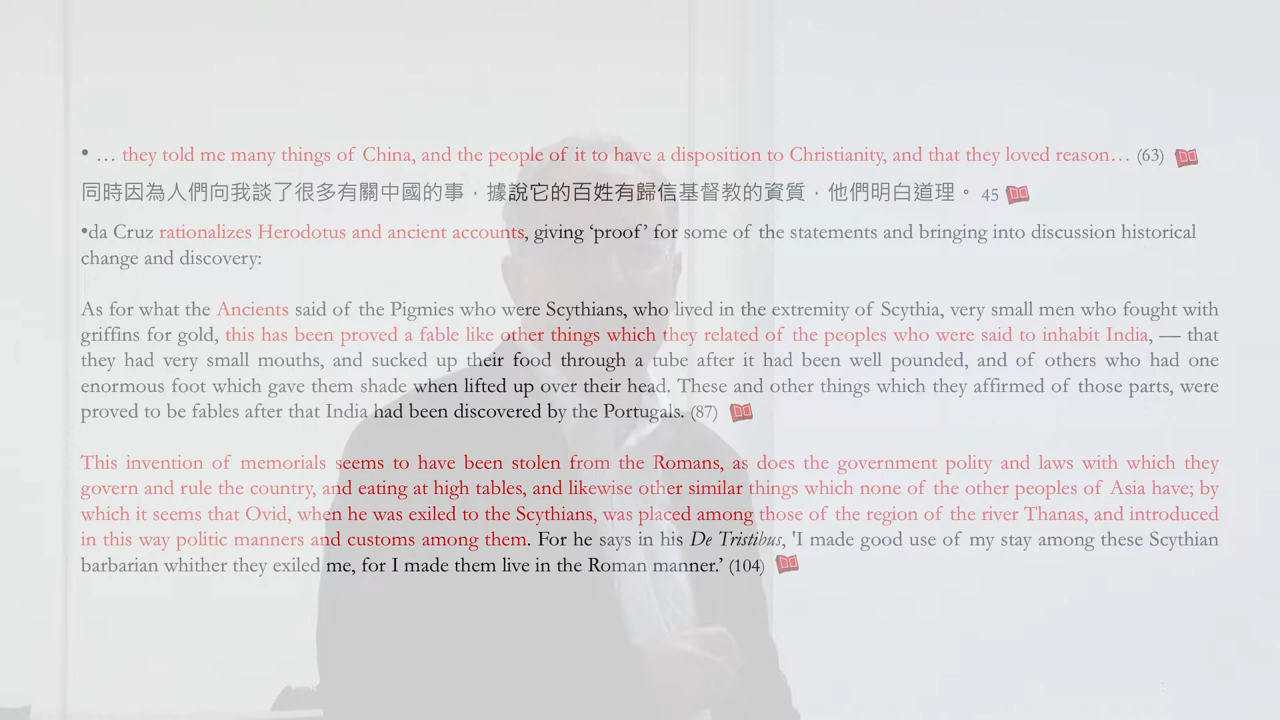 • … they told me many things of China, and the people of it to have a disposition to Christianity, and that they loved reason… (63)
同時因為人們向我談了很多有關中國的事，據說它的百姓有歸信基督教的資質，他們明白道理。 45
•da Cruz rationalizes Herodotus and ancient accounts, giving ‘proof’ for some of the statements and bringing into discussion historical
change and discovery:
As for what the Ancients said of the Pigmies who were Scythians, who lived in the extremity of Scythia, very small men who fought with
griffins for gold, this has been proved a fable like other things which they related of the peoples who were said to inhabit India, — that
they had very small mouths, and sucked up their food through a tube after it had been well pounded, and of others who had one
enormous foot which gave them shade when lifted up over their head. These and other things which they affirmed of those parts, were
proved to be fables after that India had been discovered by the Portugals. (87)
This invention of memorials seems to have been stolen from the Romans, as does the government polity and laws with which they
govern and rule the country, and eating at high tables, and likewise other similar things which none of the other peoples of Asia have; by
which it seems that Ovid, when he was exiled to the Scythians, was placed among those of the region of the river Thanas, and introduced
in this way politic manners and customs among them. For he says in his De Tristibus, 'I made good use of my stay among these Scythian
barbarian whither they exiled me, for I made them live in the Roman manner.’ (104)